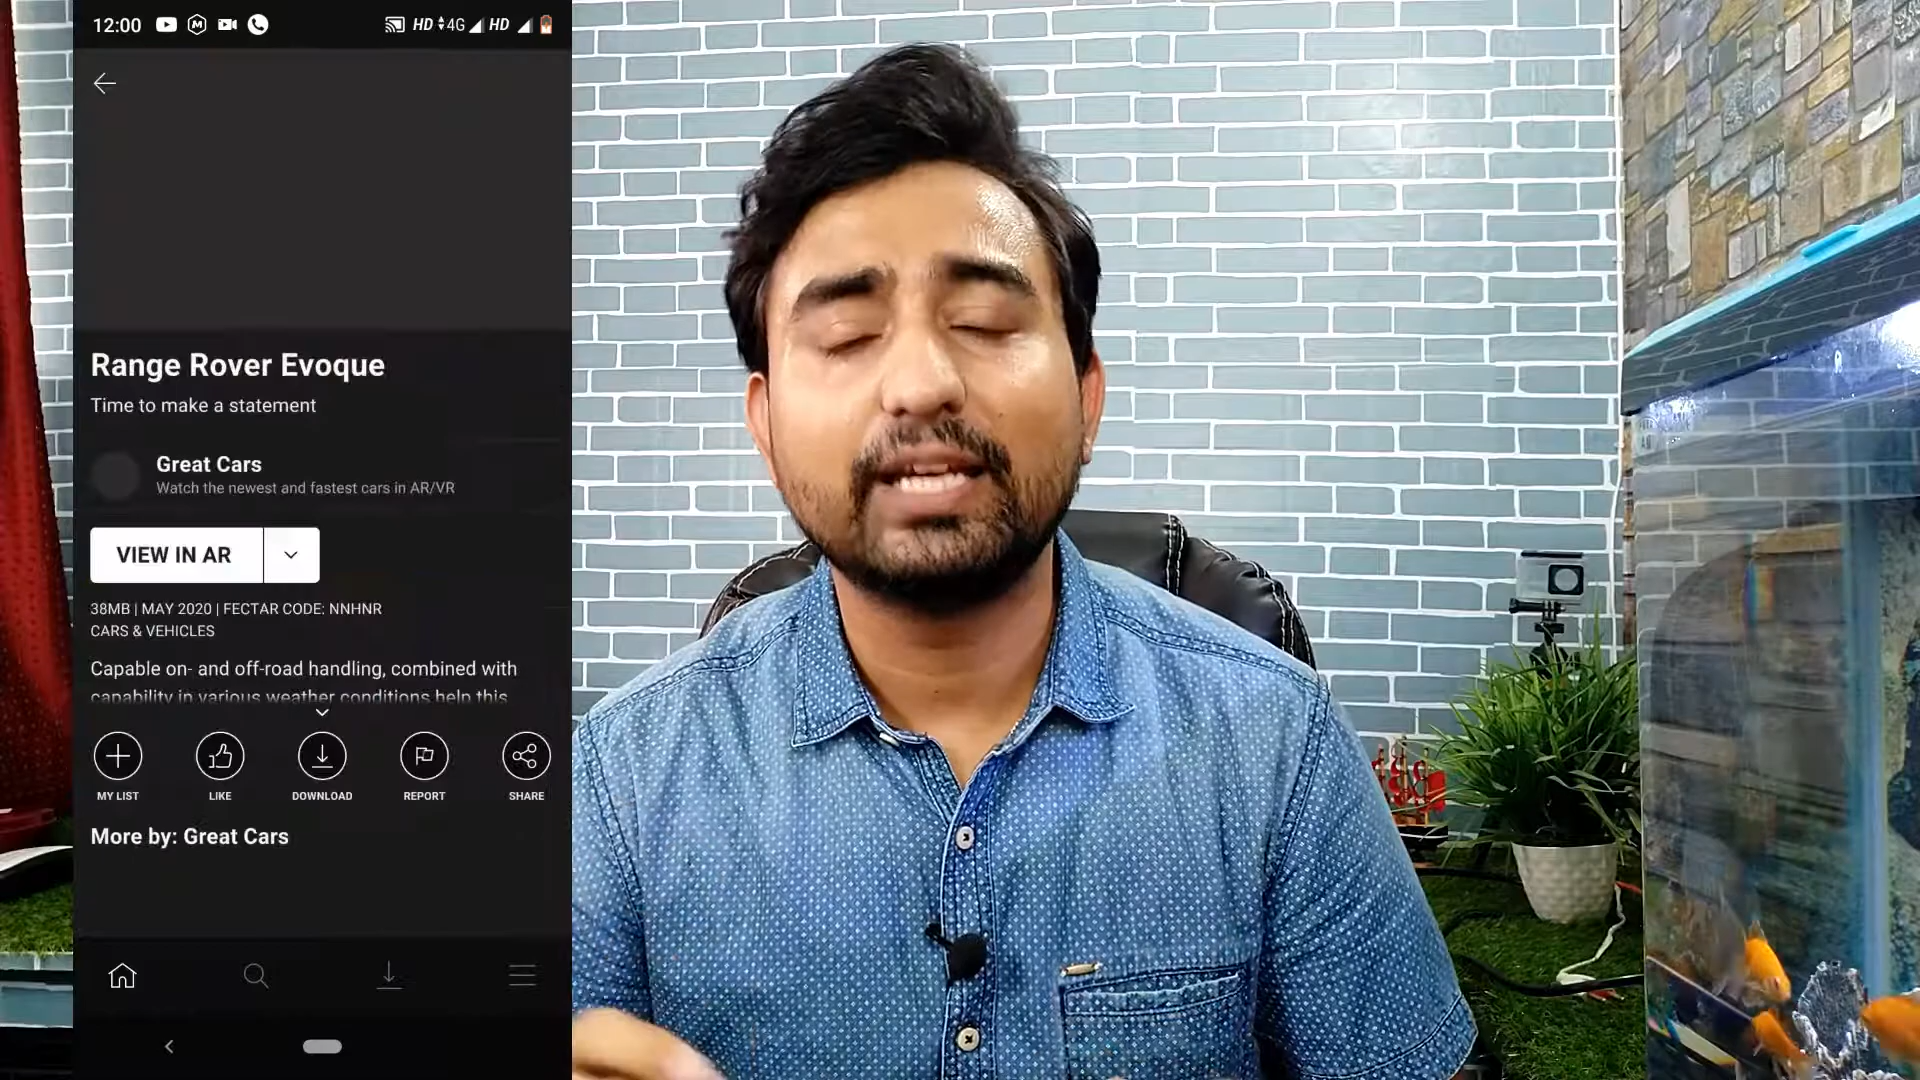 12:00
HD 4G HD
Range Rover Evoque
Time to make a statement
Great Cars
Watch the newest and fastest cars in AR/VR
VIEW IN AR
38MB | MAY 2020 | FECTAR CODE: NNHNR
CARS & VEHICLES
Capable on- and off-road handling, combined with
capability in various weather conditions help this
MY LIST
LIKE
DOWNLOAD
REPORT
SHARE
More by: Great Cars